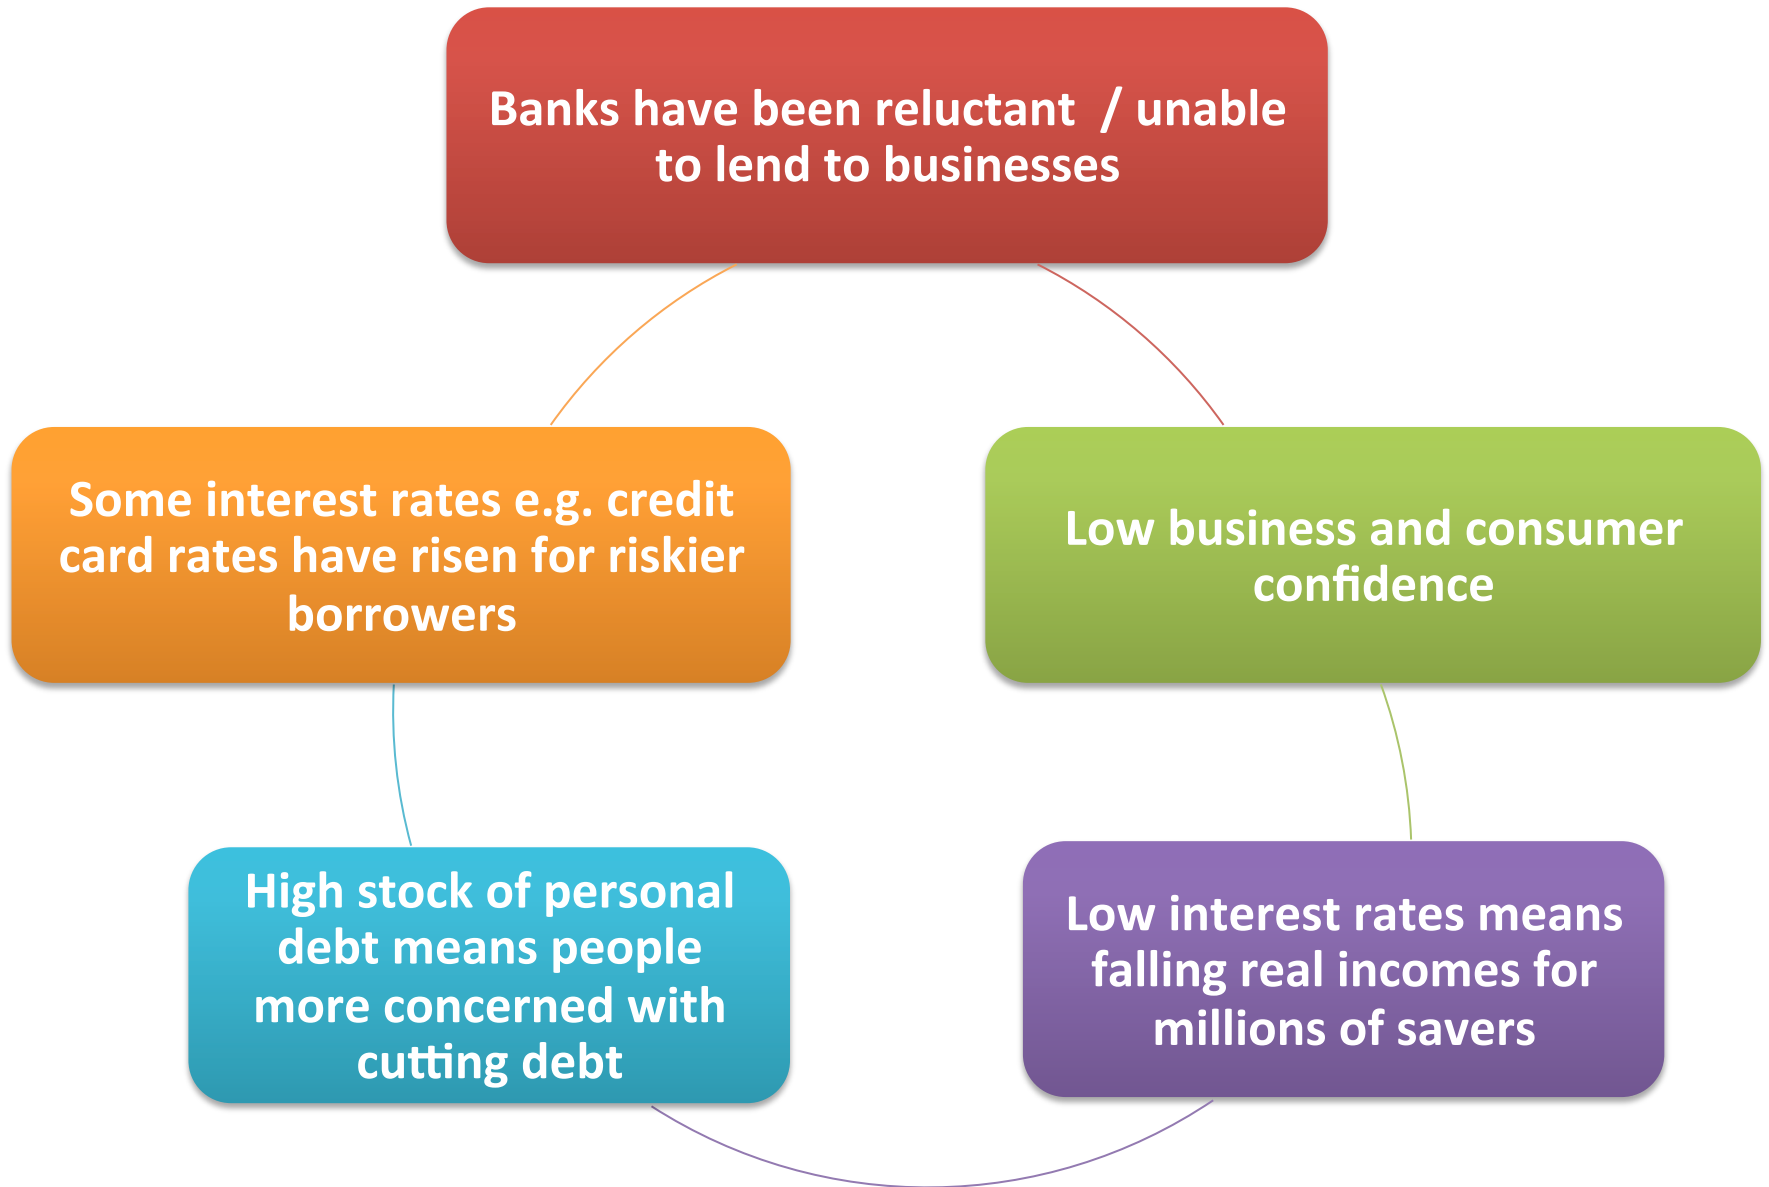 Banks have been reluctant / unable
to lend to businesses
Some interest rates e.g. credit
card rates have risen for riskier
borrowers
Low business and consumer
confidence
High stock of personal
debt means people
more concerned with
cutting debt
Low interest rates means
falling real incomes for
millions of savers